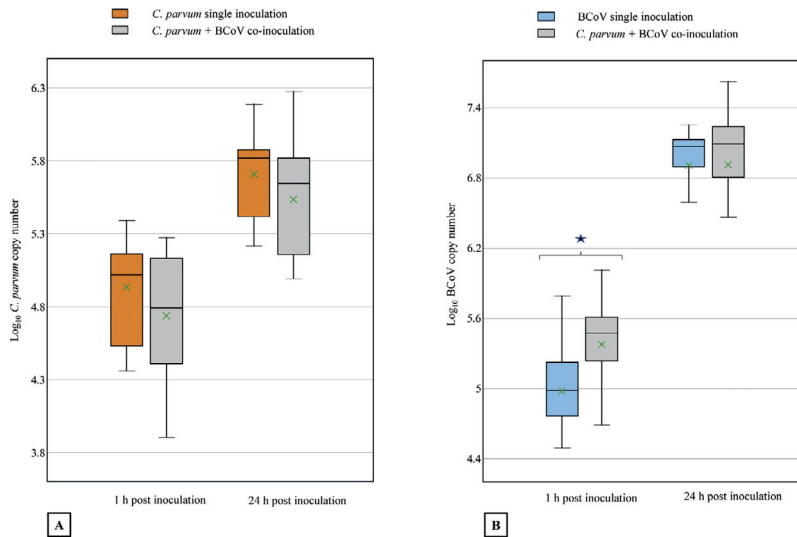 C. parvum single inoculation
C. parvum + BCoV co-inoculation
6.3
5.8
5.3
4.8
4.3
3.8
Log10 C. parvum copy number
1 h post inoculation
24 h post inoculation
A
BCoV single inoculation
C. parvum + BCoV co-inoculation
7.4
6.8
6.2
5.6
5
4.4
Log10 BCoV copy number
1 h post inoculation
24 h post inoculation
B